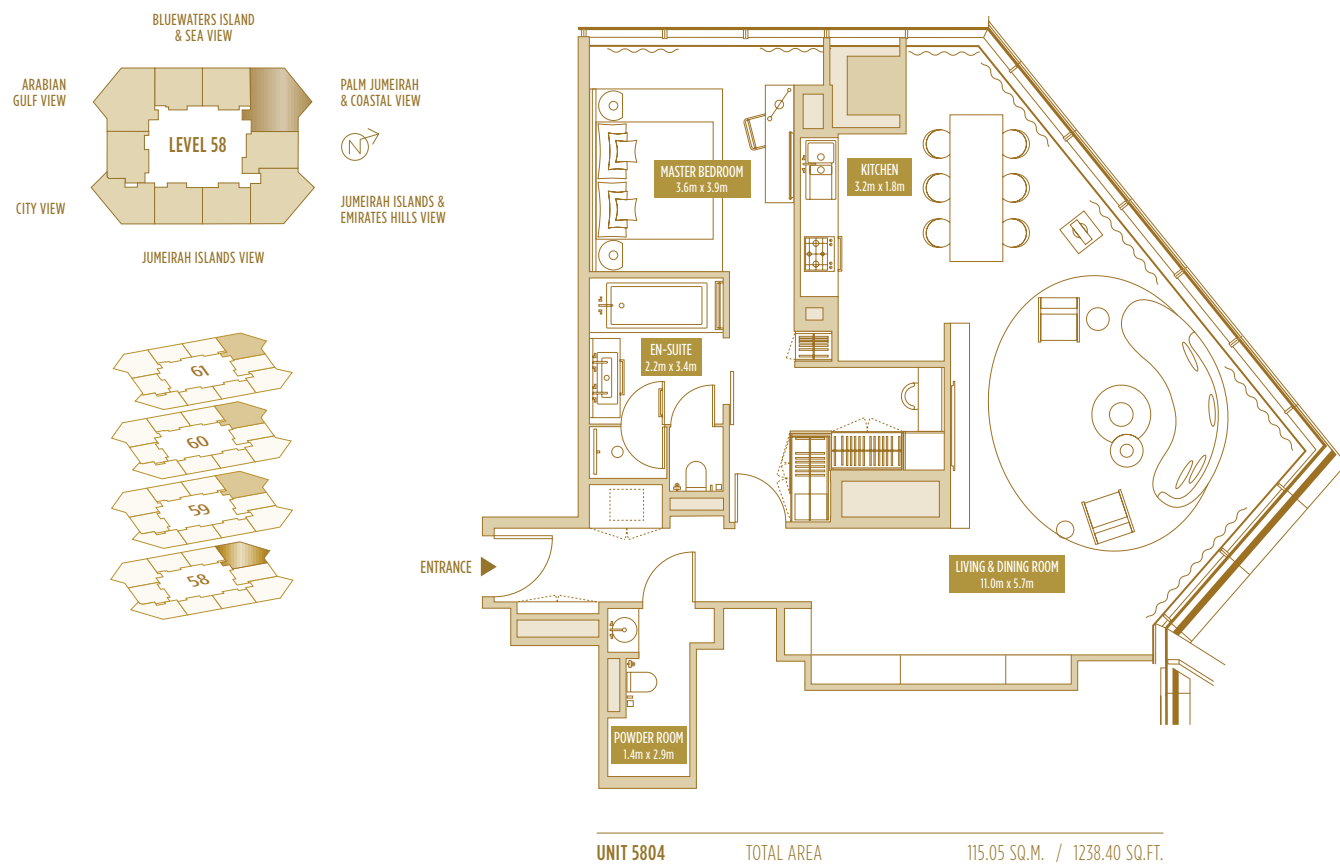 BLUEWATERS ISLAND
& SEA VIEW
ARABIAN
GULF VIEW
PALM JUMEIRAH
& COASTAL VIEW
LEVEL 58
N
CITY VIEW
JUMEIRAH ISLANDS &
EMIRATES HILLS VIEW
JUMEIRAH ISLANDS VIEW
61
60
59
58
MASTER BEDROOM
3.6m x 3.9m
KITCHEN
3.2m x 1.8m
EN-SUITE
2.2m x 3.4m
ENTRANCE
LIVING & DINING ROOM
11.0m x 5.7m
POWDER ROOM
1.4m x 2.9m
UNIT 5804 TOTAL AREA 115.05 SQ.M. / 1238.40 SQ.FT.